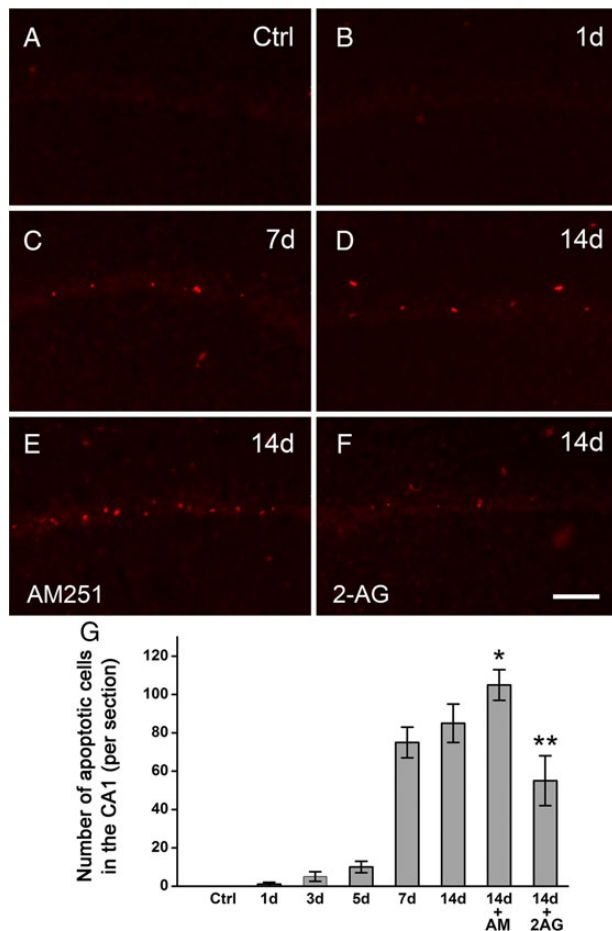 A Ctrl
B 1d
C 7d
D 14d
E 14d
AM251
F 14d
2-AG
G
Number of apoptotic cells
in the CA1 (per section)
120
100
80
60
40
20
0
*
**
Ctrl 1d 3d 5d 7d 14d 14d 14d
+ +
AM 2AG